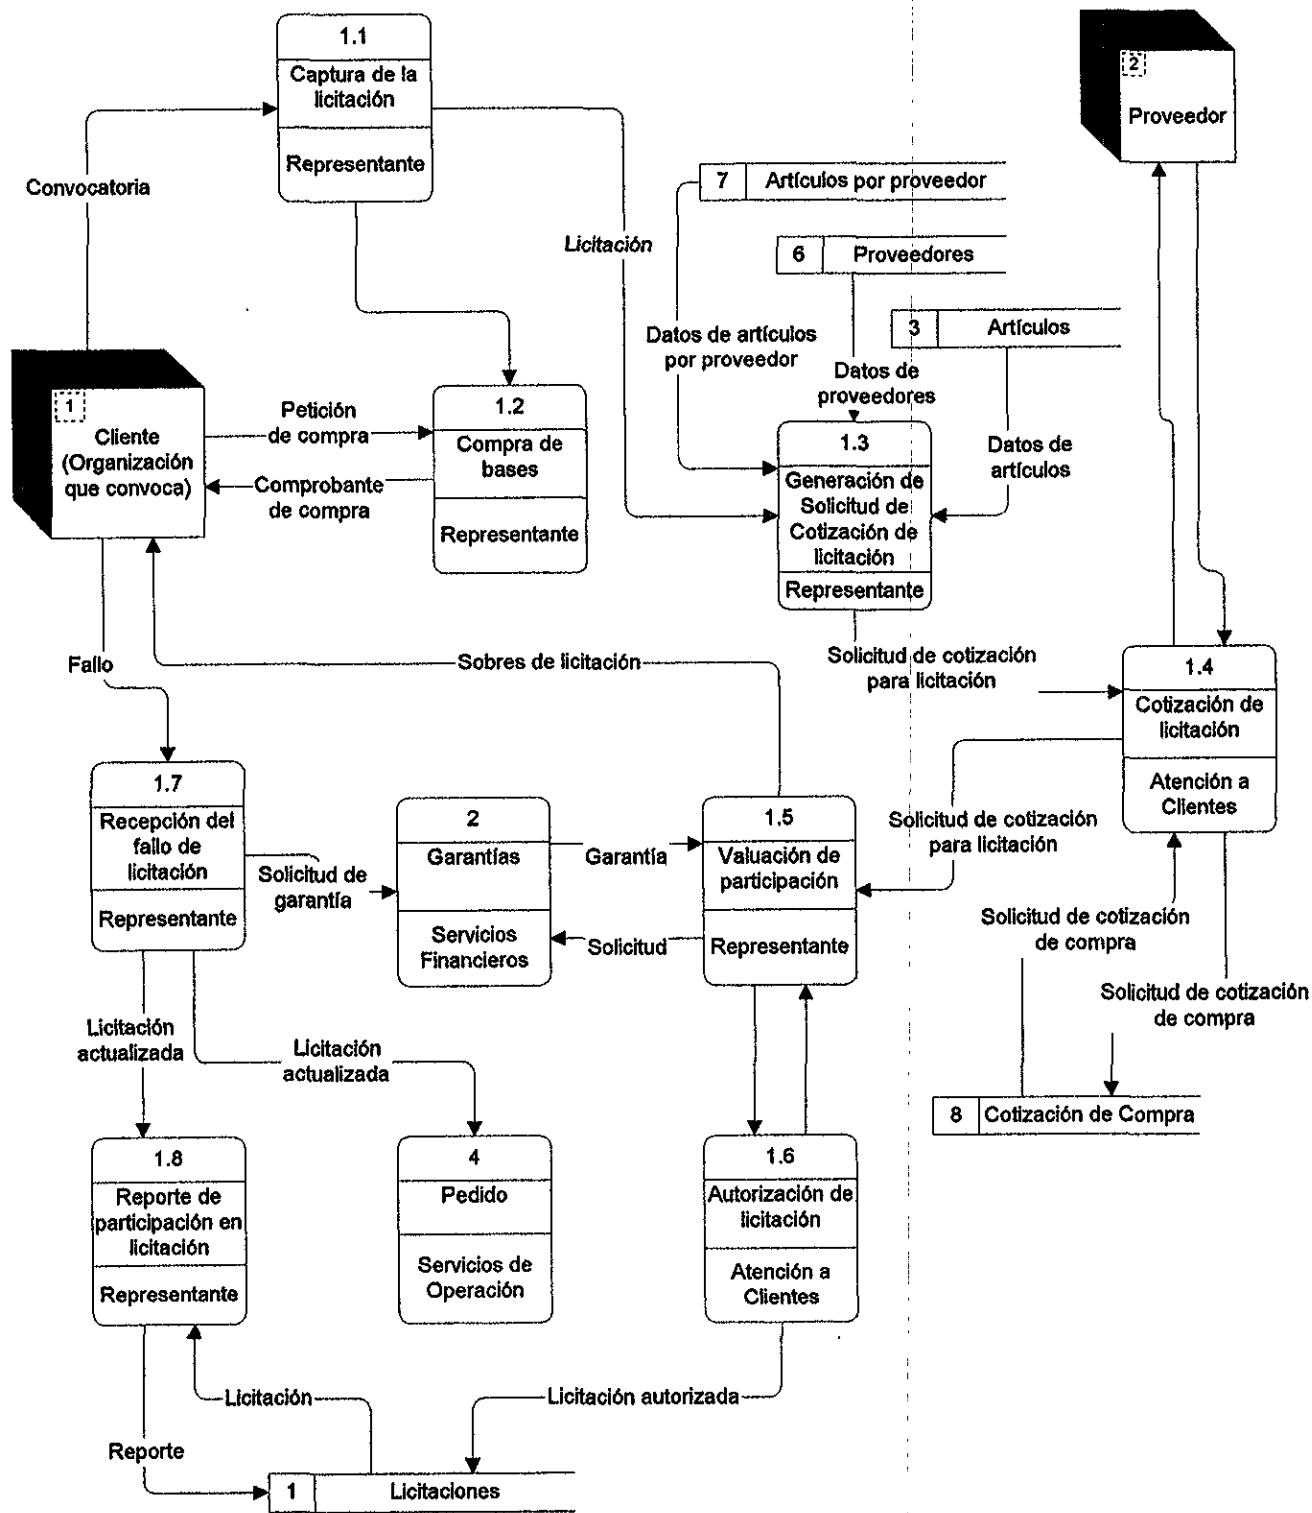 1.1
Captura de la
licitación
Representante
Convocatoria
2
Proveedor
7 Artículos por proveedor
6 Proveedores
3 Artículos
Licitación
Datos de artículos
por proveedor
Datos de
proveedores
Datos de
artículos
1
Cliente
(Organización
que convoca)
Petición
de compra
Comprobante
de compra
1.2
Compra de
bases
Representante
1.3
Generación de
Solicitud de
Cotización de
licitación
Representante
Fallo
Sobres de licitación
Solicitud de cotización
para licitación
1.4
Cotización de
licitación
Atención a
Clientes
1.7
Recepción del
fallo de
licitación
Representante
Solicitud de
garantía
2
Garantías
Servicios
Financieros
Garantía
Solicitud
1.5
Valuación de
participación
Representante
Solicitud de cotización
para licitación
Solicitud de cotización
de compra
Solicitud de cotización
de compra
Licitación
actualizada
Licitación
actualizada
8 Cotización de Compra
1.8
Reporte de
participación en
licitación
Representante
4
Pedido
Servicios de
Operación
1.6
Autorización de
licitación
Atención a
Clientes
Licitación
Licitación autorizada
Reporte
1 Licitaciones